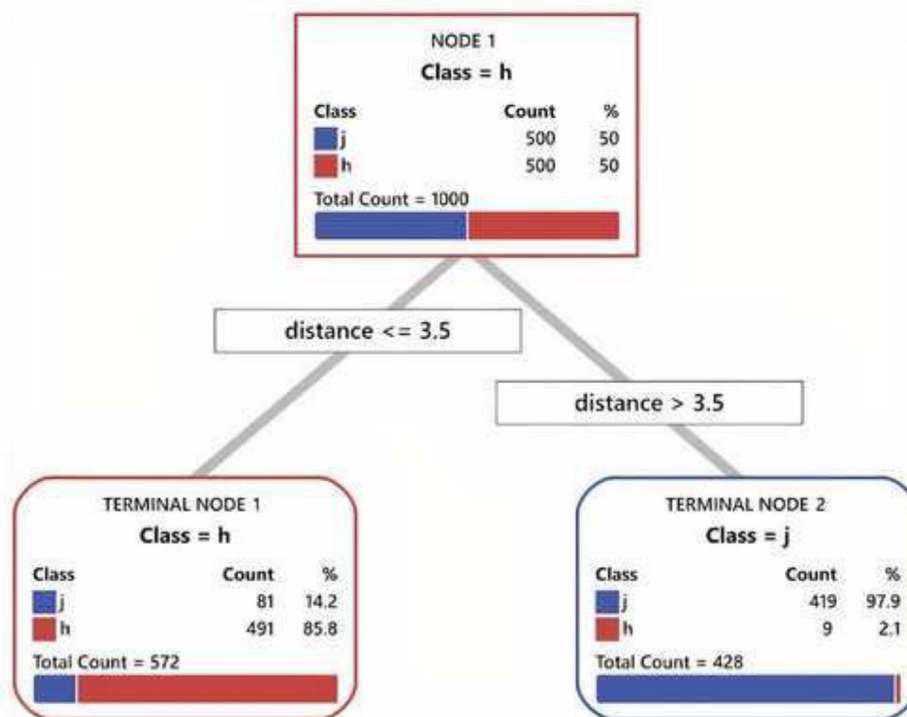 NODE 1
Class = h
Class Count %
j 500 50
h 500 50
Total Count = 1000
distance <= 3.5
distance > 3.5
TERMINAL NODE 1
Class = h
Class Count %
j 81 14.2
h 491 85.8
Total Count = 572
TERMINAL NODE 2
Class = j
Class Count %
j 419 97.9
h 9 2.1
Total Count = 428